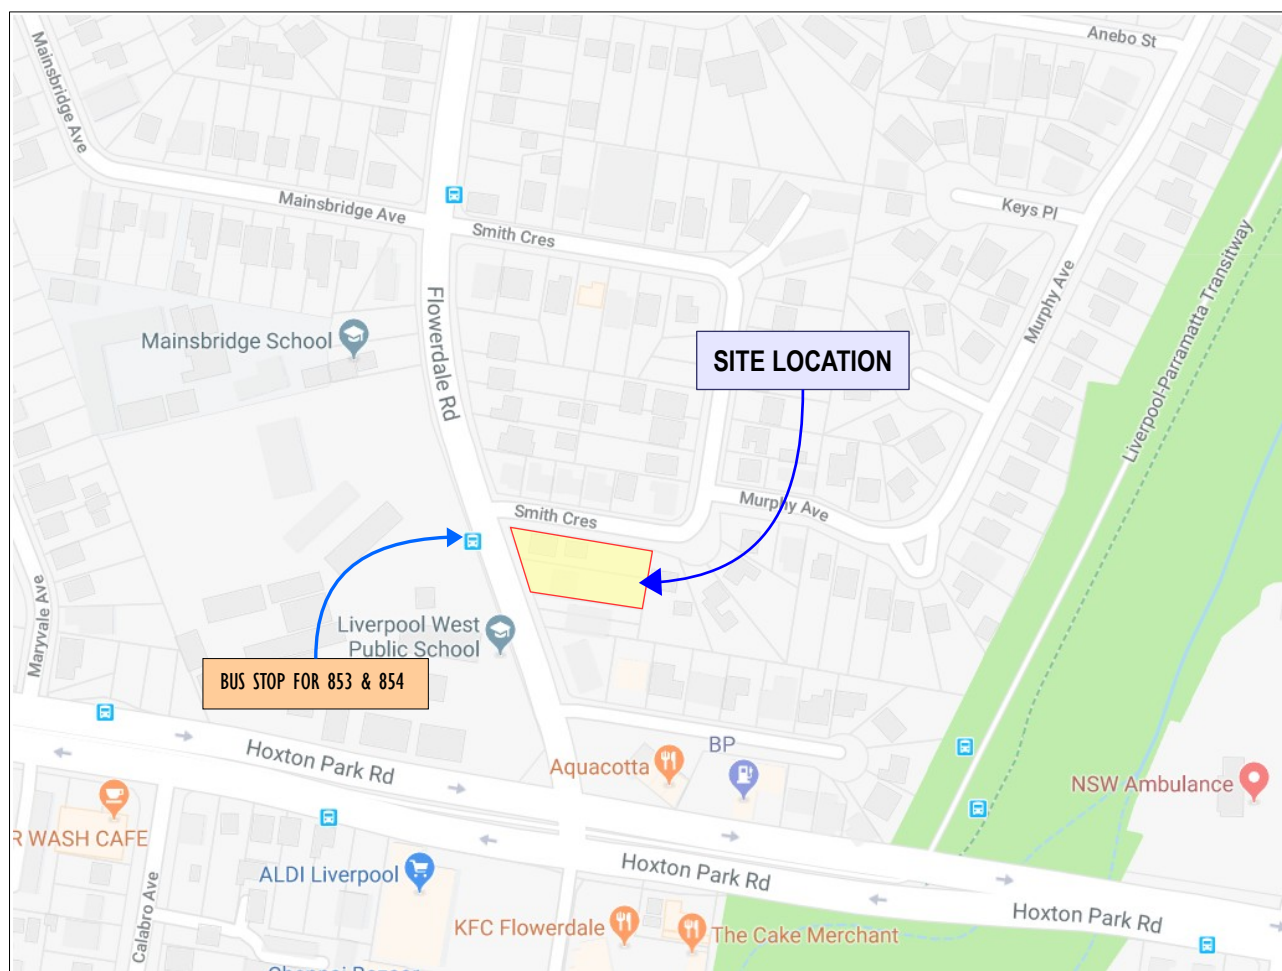 Anebo St
Mainsbridge Ave
Mainsbridge Ave
Smith Cres
Keys Pl
Liverpool-Parramatta Transitway
Murphy Ave
Flowerdale Rd
Mainsbridge School
SITE LOCATION
Smith Cres
Murphy Ave
Maryvale Ave
Liverpool West
Public School
BUS STOP FOR 853 & 854
Hoxton Park Rd
Aquacotta
BP
NSW Ambulance
R WASH CAFE
ALDI Liverpool
Hoxton Park Rd
Hoxton Park Rd
Calabro Ave
KFC Flowerdale
The Cake Merchant